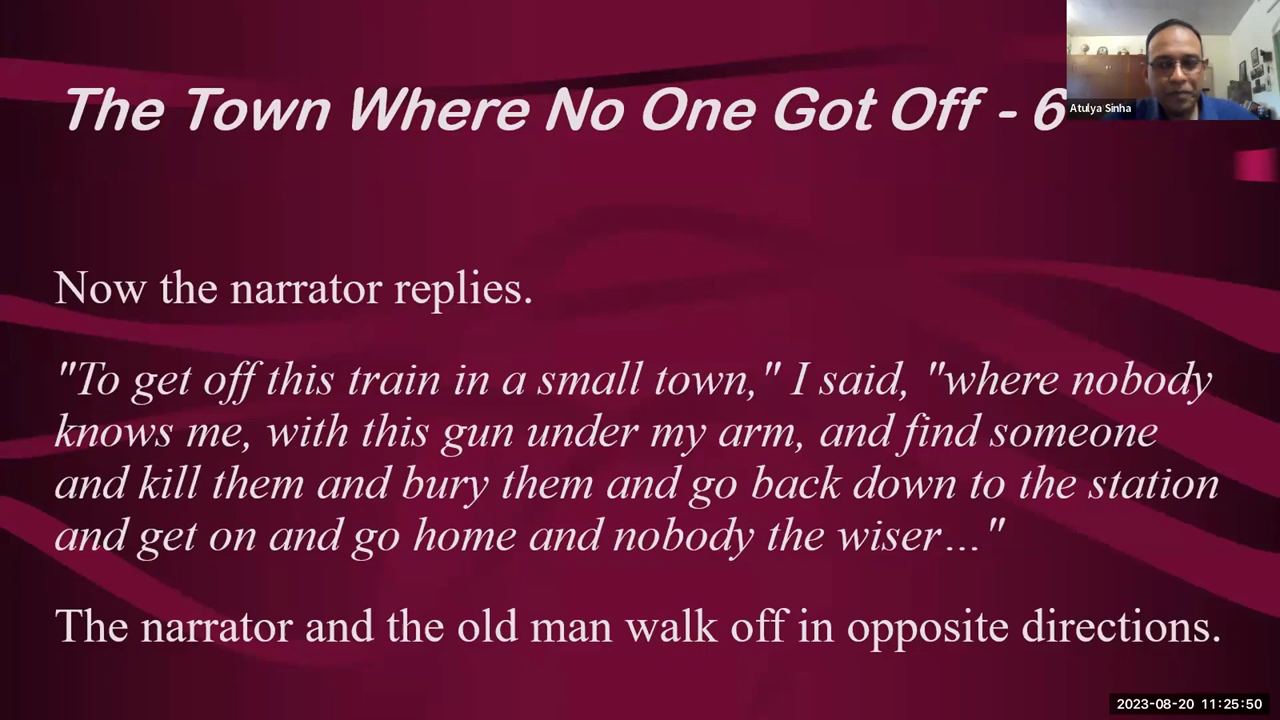 The Town Where No One Got Off - 6
Atulya Sinha
Now the narrator replies.
"To get off this train in a small town," I said, "where nobody
knows me, with this gun under my arm, and find someone
and kill them and bury them and go back down to the station
and get on and go home and nobody the wiser..."
The narrator and the old man walk off in opposite directions.
2023-08-20 11:25:50